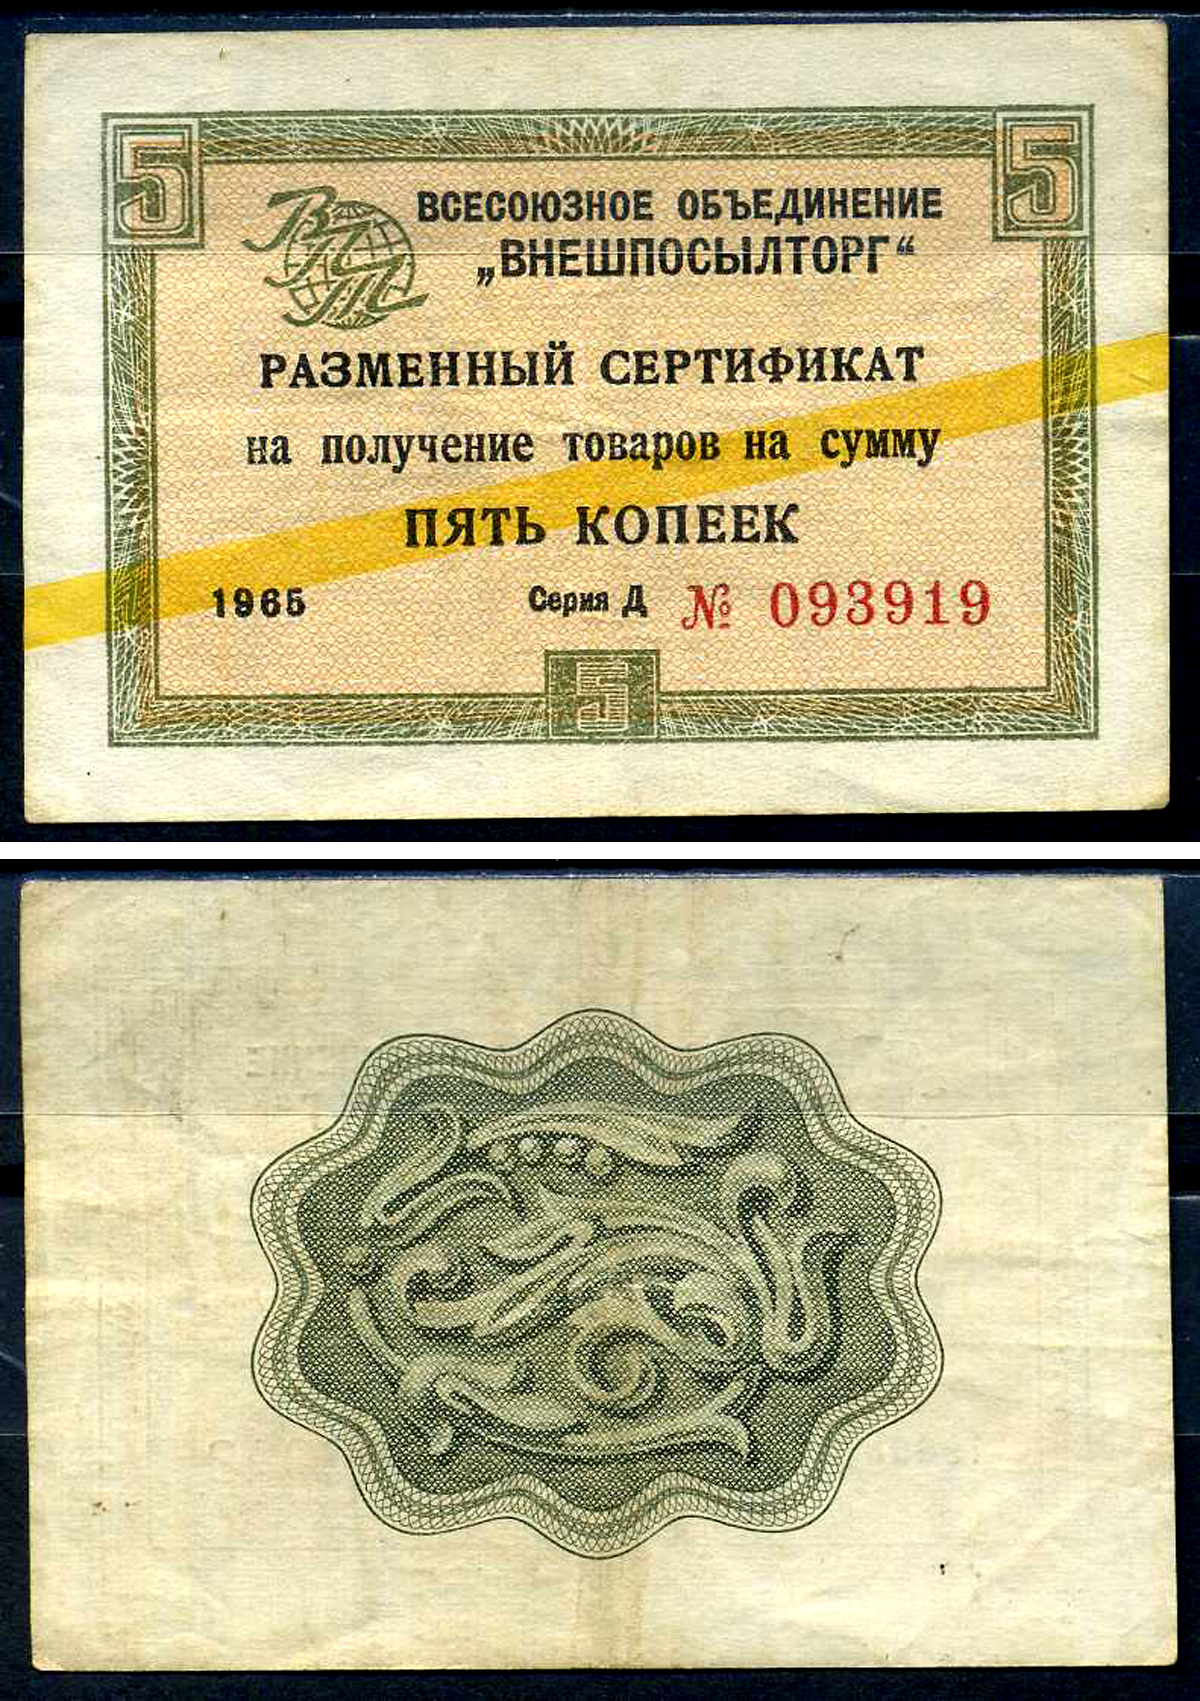 5 5
ВПТ
ВСЕСОЮЗНОЕ ОБЪЕДИНЕНИЕ
„ВНЕШПОСЫЛТОРГ“
РАЗМЕННЫЙ СЕРТИФИКАТ
на получение товаров на сумму
ПЯТЬ КОПЕЕК
1965 Серия Д № 093919
5